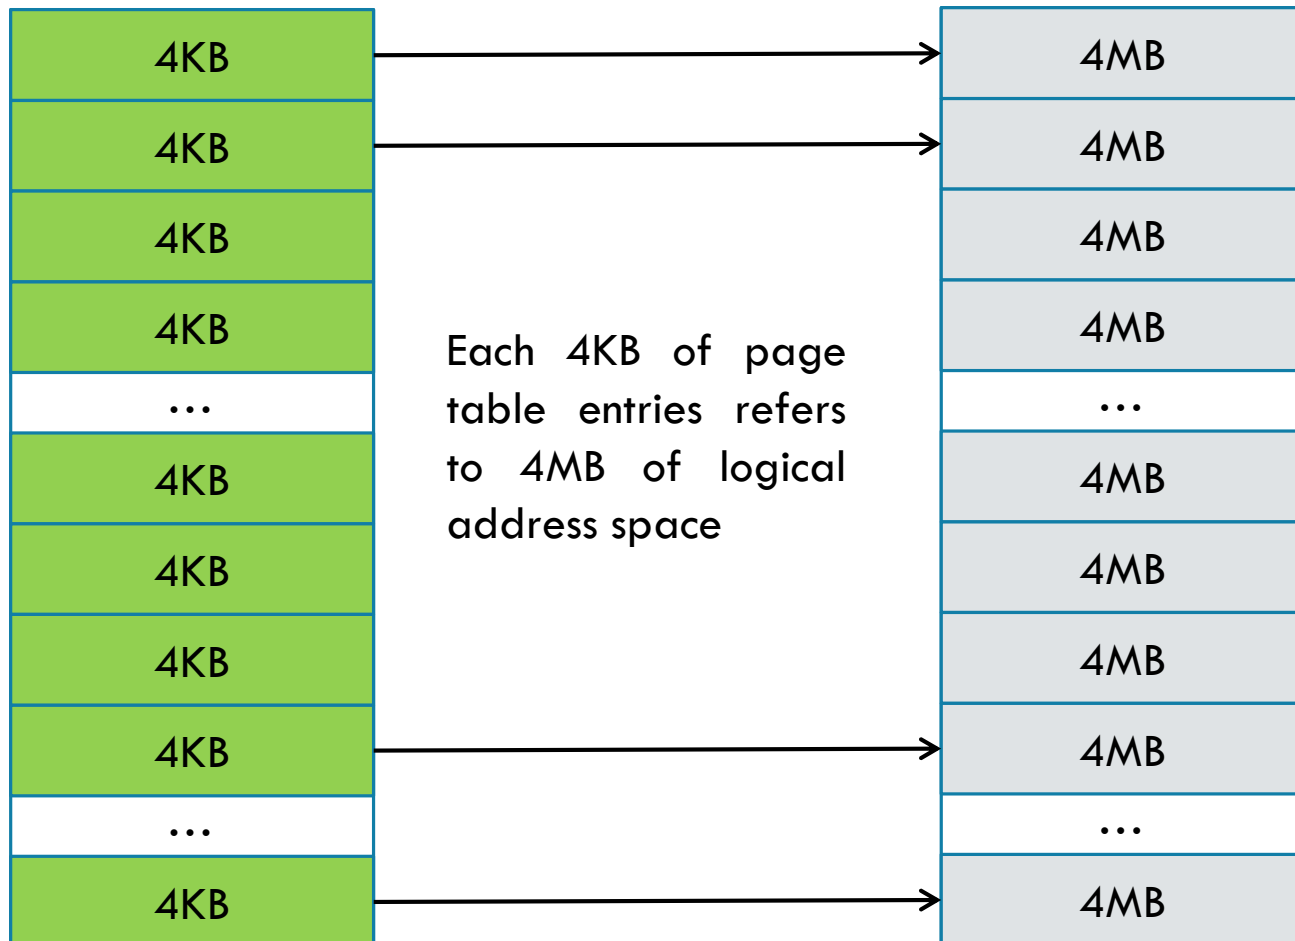 4KB
4KB
4KB
4KB
...
4KB
4KB
4KB
4KB
...
4KB
Each 4KB of page
table entries refers
to 4MB of logical
address space
4MB
4MB
4MB
4MB
...
4MB
4MB
4MB
4MB
...
4MB